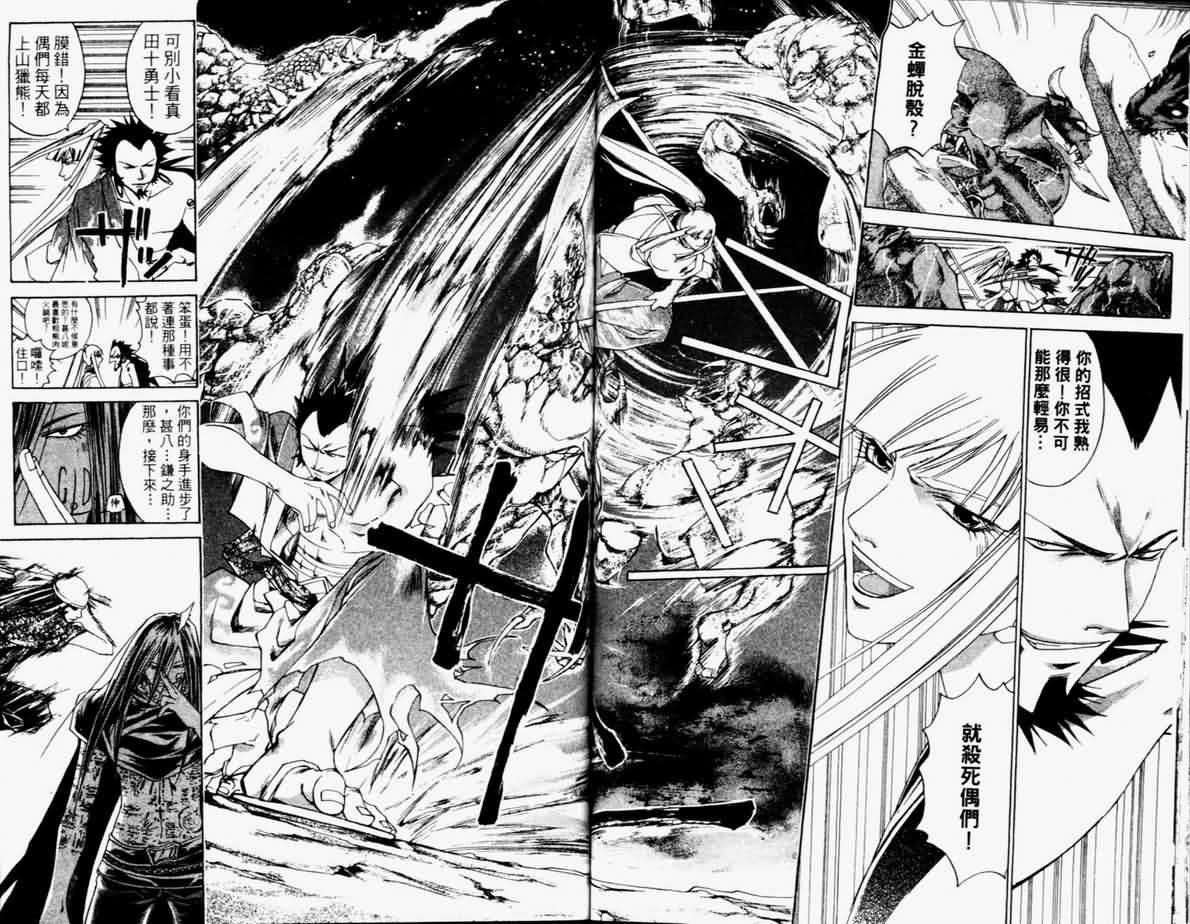 金蟬脫殼?
你的招式我熟
得很!你不可
能那麼輕易…
就殺死偶們!
可別小看真
田十勇士!
膜錯!因為
偶們每天都
上山獵熊!
笨蛋!用不
著連那種事
都說!
囉哇!
住口!
你們的身手進步了
,甚八…鎌之助…
那麼,接下來…